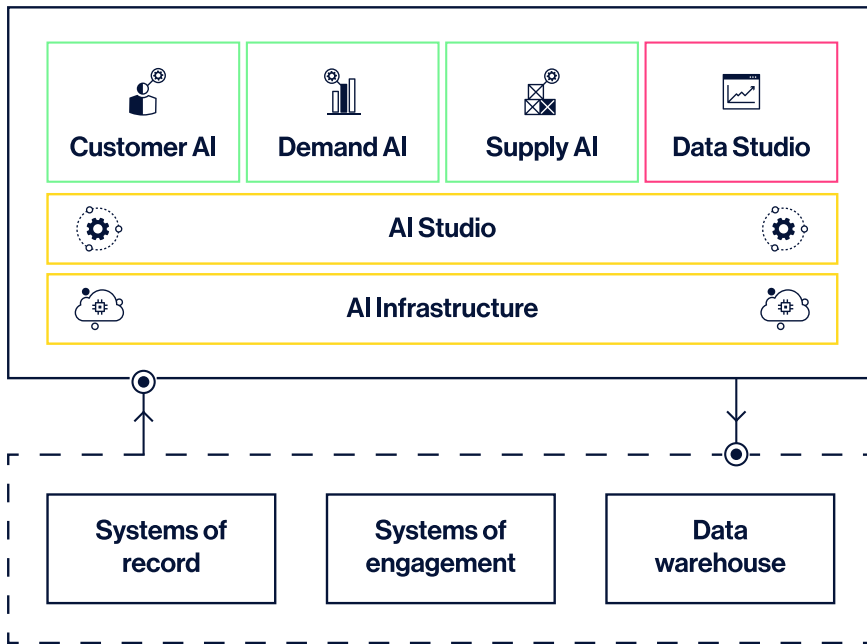 Customer AI
Demand AI
Supply AI
Data Studio
AI Studio
AI Infrastructure
Systems of
record
Systems of
engagement
Data
warehouse